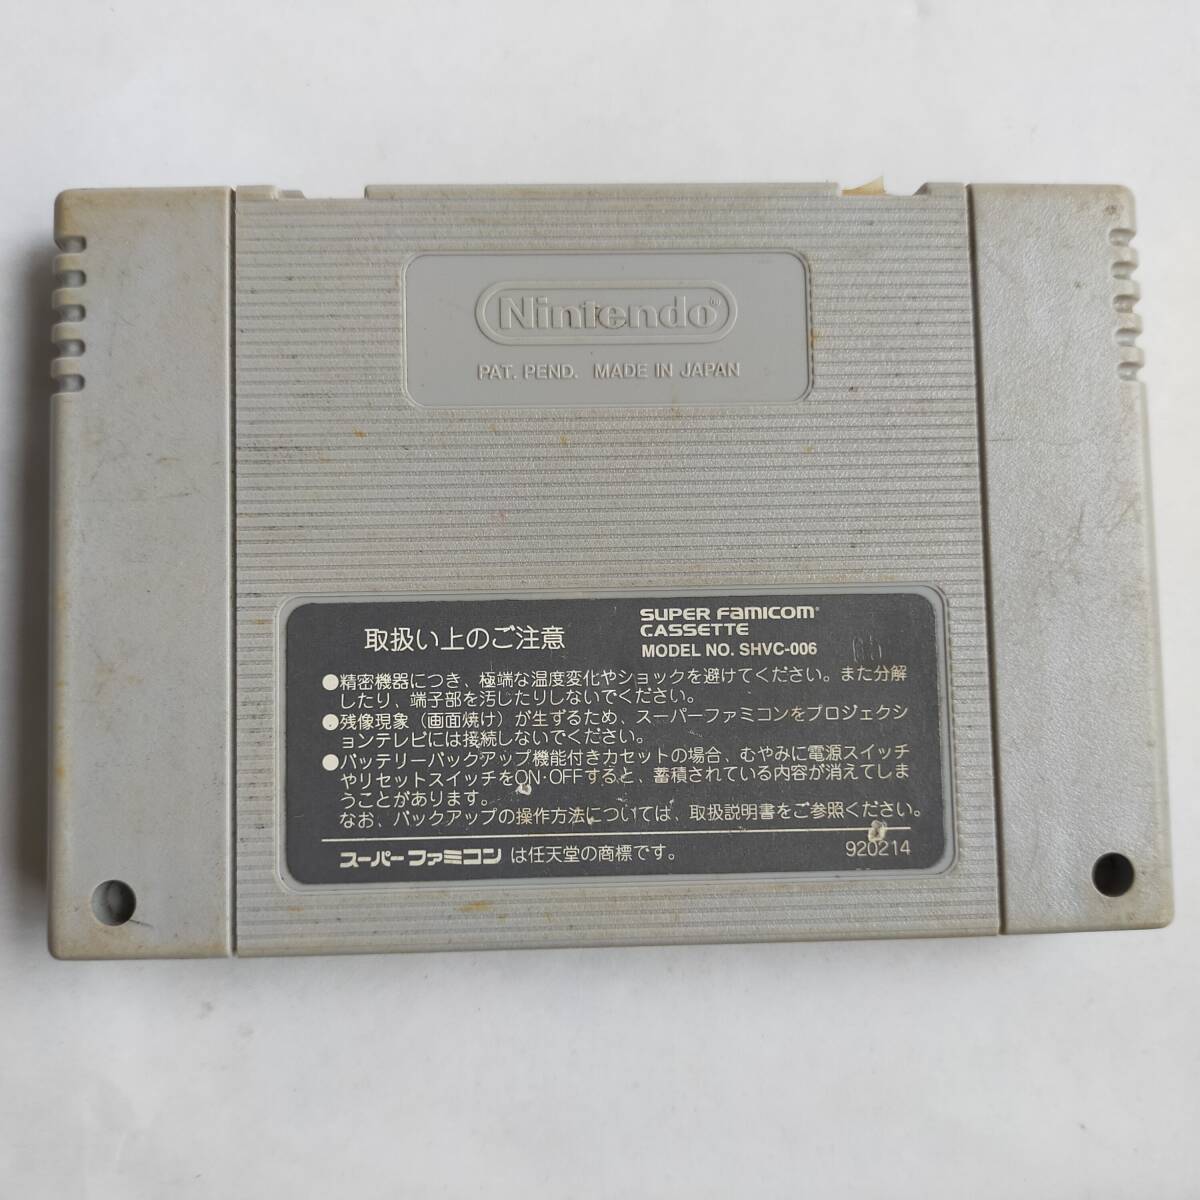 Nintendo
PAT. PEND. MADE IN JAPAN
取扱い上のご注意
SUPER FAMICOM
CASSETTE
MODEL NO. SHVC-006
●精密機器につき、極端な温度変化やショックを避けてください。また分解
したり、端子部を汚したりしないでください。
●残像現象（画面焼け）が生ずるため、スーパーファミコンをプロジェクシ
ョンテレビには接続しないでください。
●バッテリーバックアップ機能付きカセットの場合、むやみに電源スイッチ
やリセットスイッチをON・OFFすると、蓄積されている内容が消えてしま
うことがあります。
なお、バックアップの操作方法については、取扱説明書をご参照ください。
スーパーファミコン は任天堂の商標です。
920214